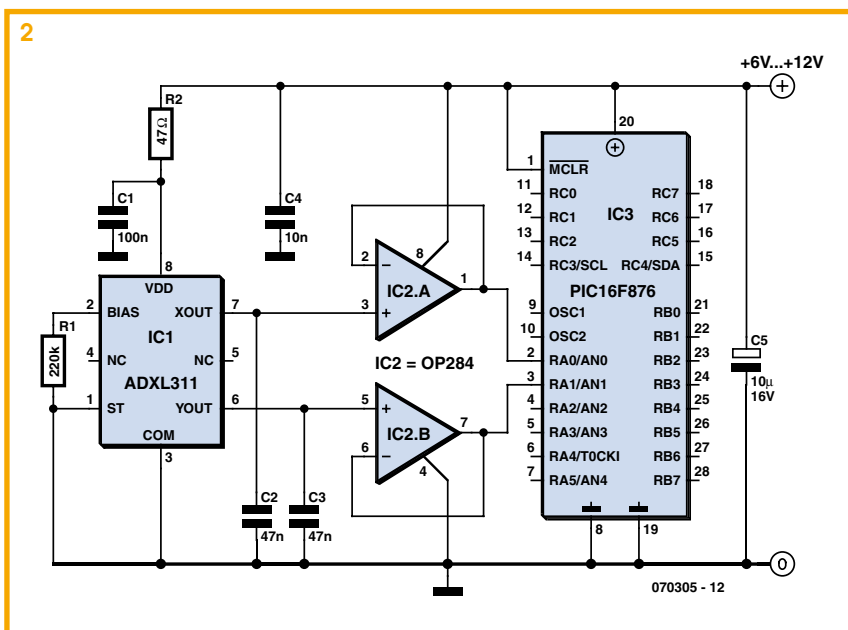 2
+6V...+12V
R2
47Ω
C1
100n
C4
10n
20
1
MCLR
11
RC0
RC7
18
IC3
12
RC1
RC6
17
13
RC2
RC5
16
14
RC3/SCL
RC4/SDA
15
PIC16F876
9
OSC1
RB0
21
10
OSC2
RB1
22
2
RA0/AN0
RB2
23
3
RA1/AN1
RB3
24
4
RA2/AN2
RB4
25
5
RA3/AN3
RB5
26
6
RA4/T0CKI
RB6
27
7
RA5/AN4
RB7
28
8
19
C5
10µ
16V
8
VDD
2
BIAS
XOUT
7
IC1
R1
220k
4
NC
NC
5
ADXL311
1
ST
YOUT
6
COM
3
2
–
8
IC2.A
1
3
+
IC2 = OP284
5
+
IC2.B
7
6
–
4
C2
47n
C3
47n
0
070305 - 12